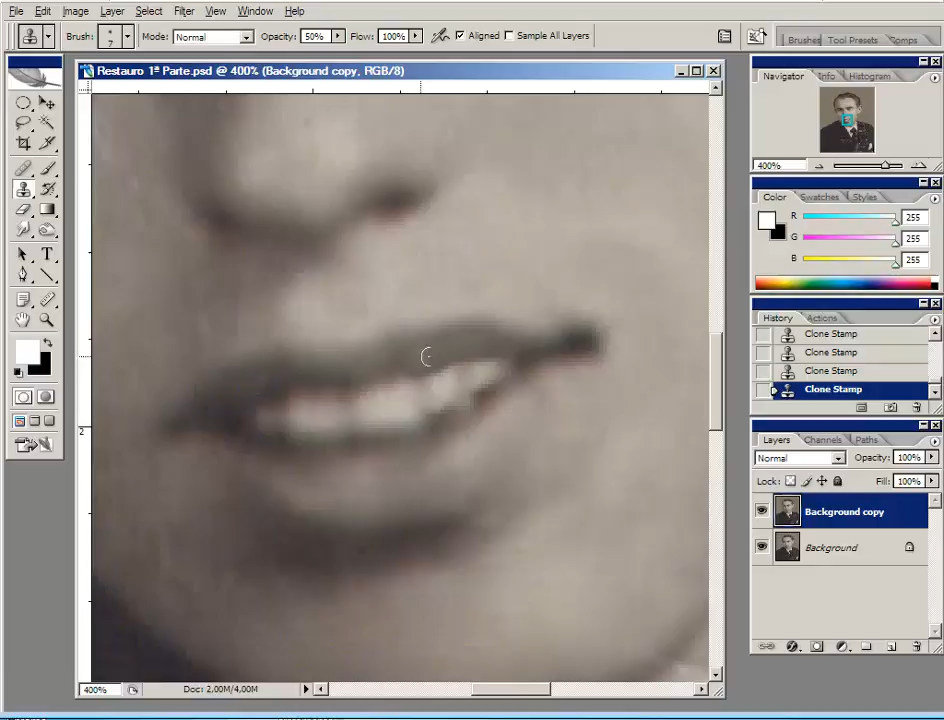 File Edit Image Layer Select Filter View Window Help
Brush: 7 Mode: Normal Opacity: 50% Flow: 100% Aligned Sample All Layers Brushes Tool Presets Comps
Restauro 1ª Parte.psd @ 400% (Background copy, RGB/8)
Navigator Info Histogram
400%
Color Swatches Styles
R 255
G 255
B 255
History Actions
Clone Stamp
Clone Stamp
Clone Stamp
Clone Stamp
2
Layers Channels Paths
Normal Opacity: 100%
Lock: Fill: 100%
Background copy
Background
400% Doc: 2,00M/4,00M